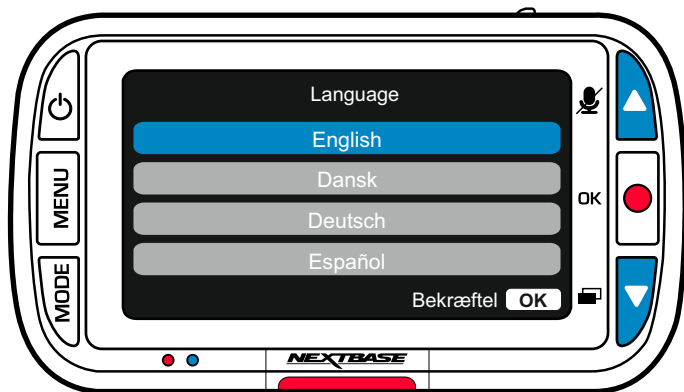 Language
English
Dansk
Deutsch
Español
Bekræftel OK
MENU
MODE
OK
NEXTBASE